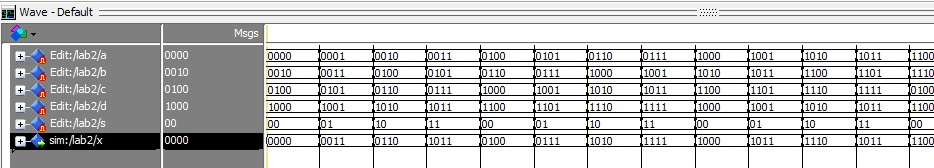 Wave - Default
Msgs
Edit:/lab2/a 0000 0000 0001 0010 0011 0100 0101 0110 0111 1000 1001 1010 1011 1100
Edit:/lab2/b 0010 0010 0011 0100 0101 0110 0111 1000 1001 1010 1011 1100 1101 1110
Edit:/lab2/c 0100 0100 0101 0110 0111 1000 1001 1010 1011 1100 1101 1110 1111 0100
Edit:/lab2/d 1000 1000 1001 1010 1011 1100 1101 1110 1111 1000 1001 1010 1011 1100
Edit:/lab2/s 00 00 01 10 11 00 01 10 11 00 01 10 11 00
sim:/lab2/x 0000 0000 0011 0110 1011 0100 0111 1010 1111 1000 1011 1110 1011 1100